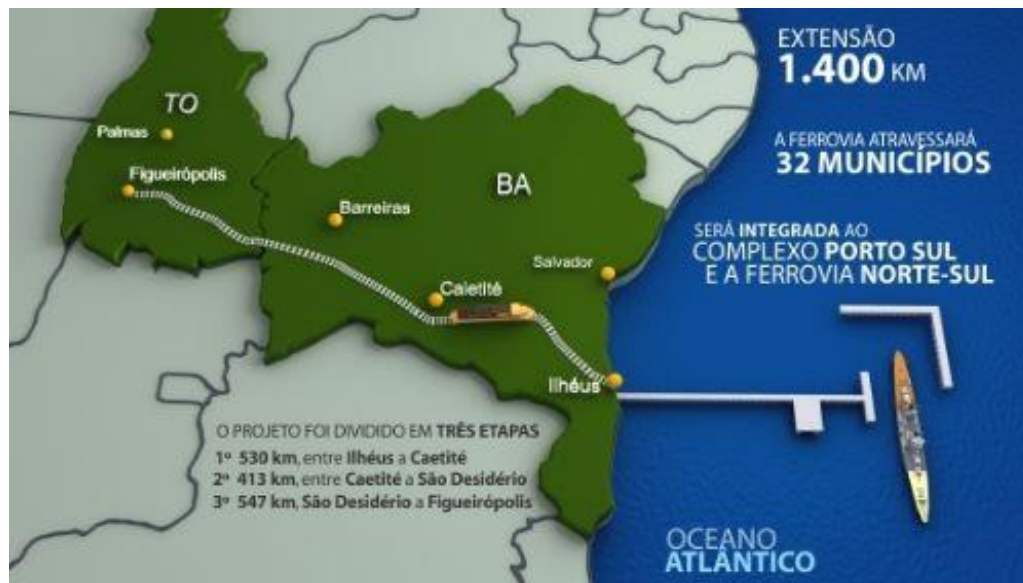 EXTENSÃO
1.400 KM
A FERROVIA ATRAVESSARÁ
32 MUNICÍPIOS
SERÁ INTEGRADA AO
COMPLEXO PORTO SUL
E A FERROVIA NORTE-SUL
TO
Palmas
Figueirópolis
BA
Barreiras
Salvador
Caietité
Ilhéus
O PROJETO FOI DIVIDIDO EM TRÊS ETAPAS
1º 530 km, entre Ilhéus a Caetité
2º 413 km, entre Caetité a São Desidério
3º 547 km, São Desidério a Figueirópolis
OCEANO
ATLÂNTICO